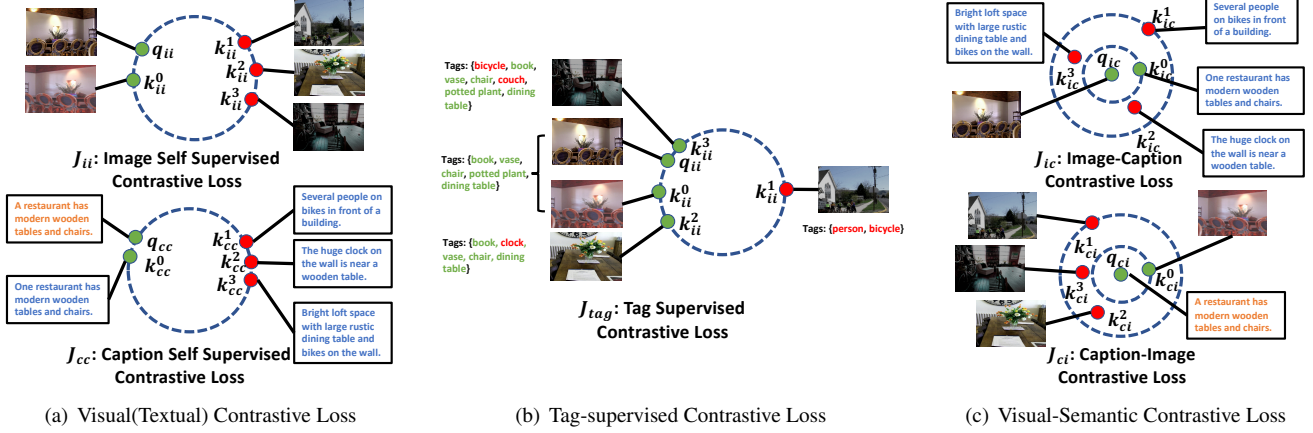 q_ii
k_ii^0
k_ii^1
k_ii^2
k_ii^3
J_ii: Image Self Supervised
Contrastive Loss
A restaurant has
modern wooden
tables and chairs.
One restaurant has
modern wooden
tables and chairs.
q_cc
k_cc^0
k_cc^1
k_cc^2
k_cc^3
Several people on
bikes in front of a
building.
The huge clock on
the wall is near a
wooden table.
Bright loft space
with large rustic
dining table and
bikes on the wall.
J_cc: Caption Self Supervised
Contrastive Loss
(a) Visual(Textual) Contrastive Loss
Tags: {bicycle, book,
vase, chair, couch,
potted plant, dining
table}
Tags: {book, vase,
chair, potted plant,
dining table}
Tags: {book, clock,
vase, chair, dining
table}
k_ii^3
q_ii
k_ii^0
k_ii^2
k_ii^1
Tags: {person, bicycle}
J_tag: Tag Supervised
Contrastive Loss
(b) Tag-supervised Contrastive Loss
Bright loft space
with large rustic
dining table and
bikes on the wall.
k_ic^1
q_ic
k_ic^0
k_ic^3
k_ic^2
Several people
on bikes in front
of a building.
One restaurant has
modern wooden
tables and chairs.
The huge clock on
the wall is near a
wooden table.
J_ic: Image-Caption
Contrastive Loss
k_ci^1
q_ci
k_ci^0
k_ci^3
k_ci^2
A restaurant has
modern wooden
tables and chairs.
J_ci: Caption-Image
Contrastive Loss
(c) Visual-Semantic Contrastive Loss